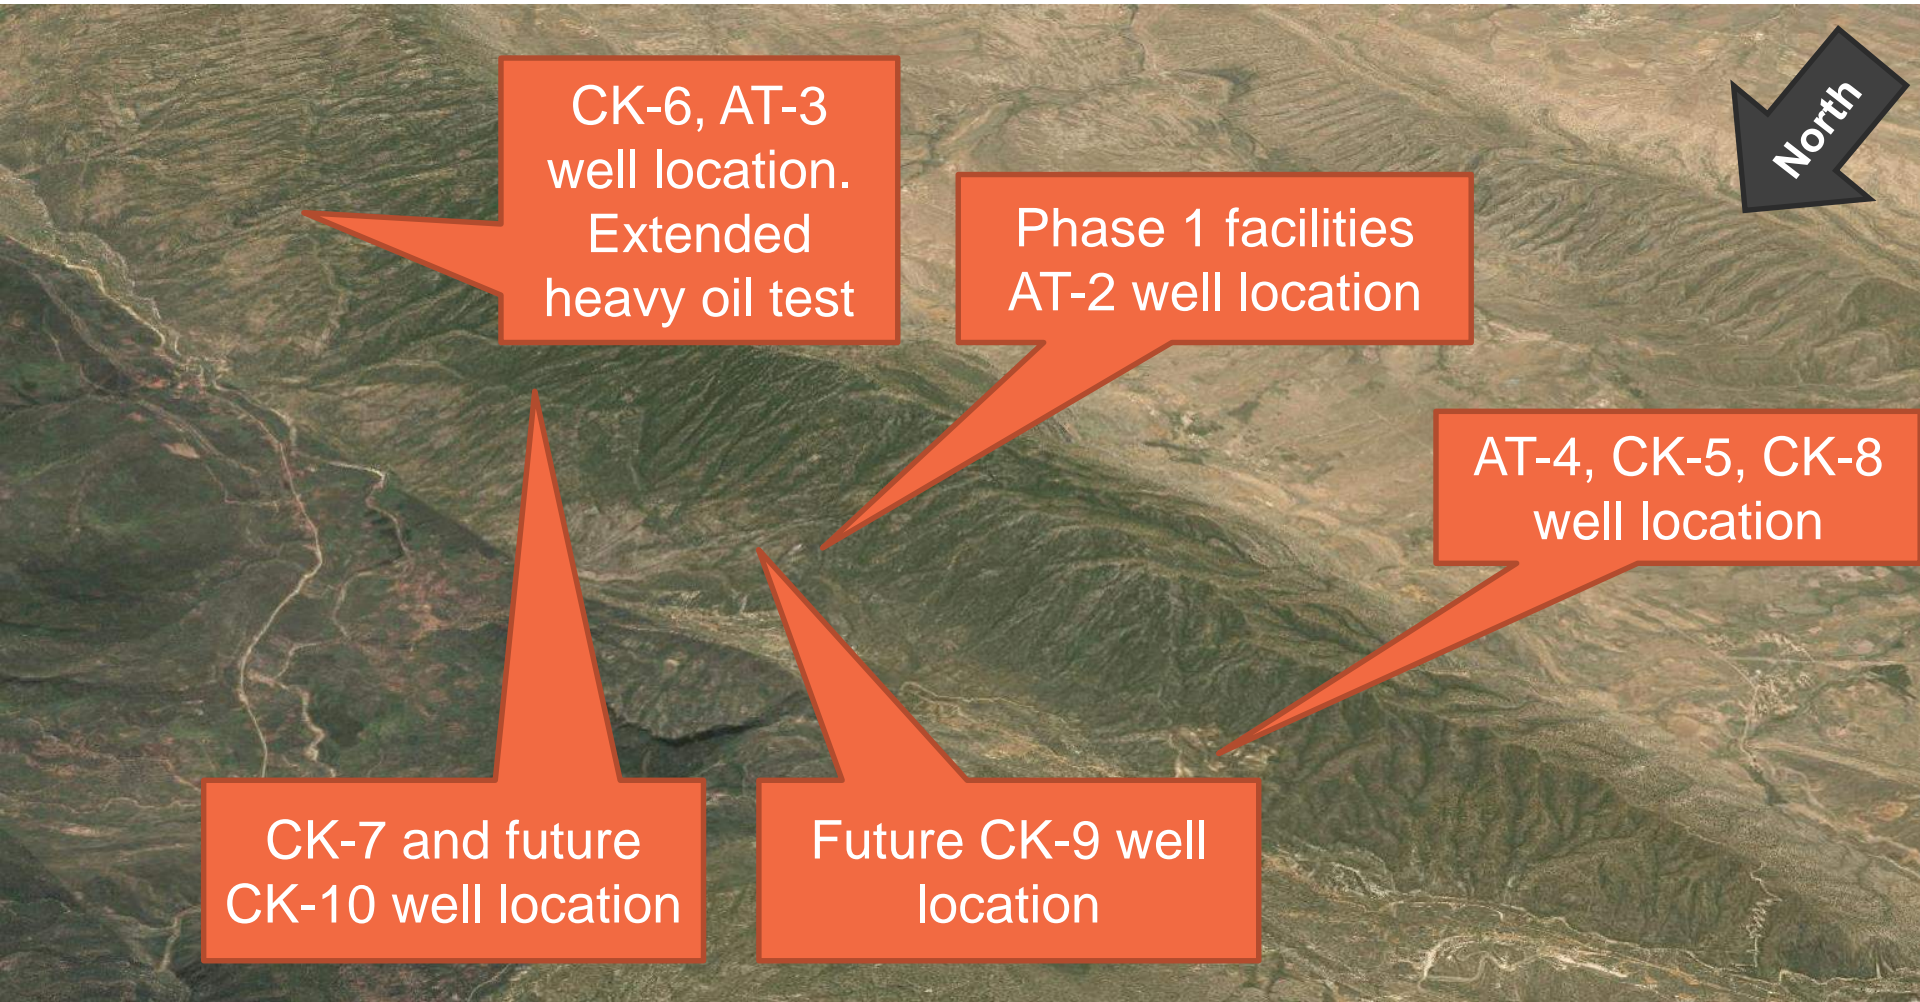 CK-6, AT-3
well location.
Extended
heavy oil test
North
Phase 1 facilities
AT-2 well location
AT-4, CK-5, CK-8
well location
CK-7 and future
CK-10 well location
Future CK-9 well
location